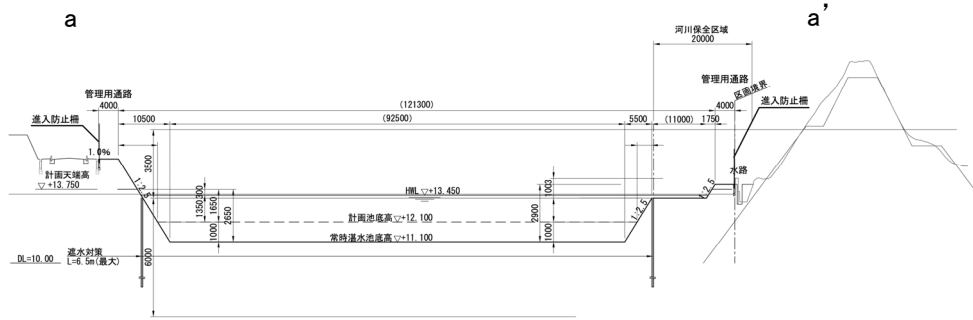 a
a’
河川保全区域
20000
管理用通路
4000
(121300)
管理用通路
4000
区画境界
進入防止柵
進入防止柵
10500
(92500)
5500
(11000)
1750
1.0%
3500
計画天端高
▽+13.750
1:2.5
300
1350
1650
2650
1000
HWL ▽+13.450
計画池底高▽+12.100
常時湛水池底高▽+11.100
1003
2900
1000
1:2.5
1:2.5
水路
DL=10.00
遮水対策
L=6.5m(最大)
6000